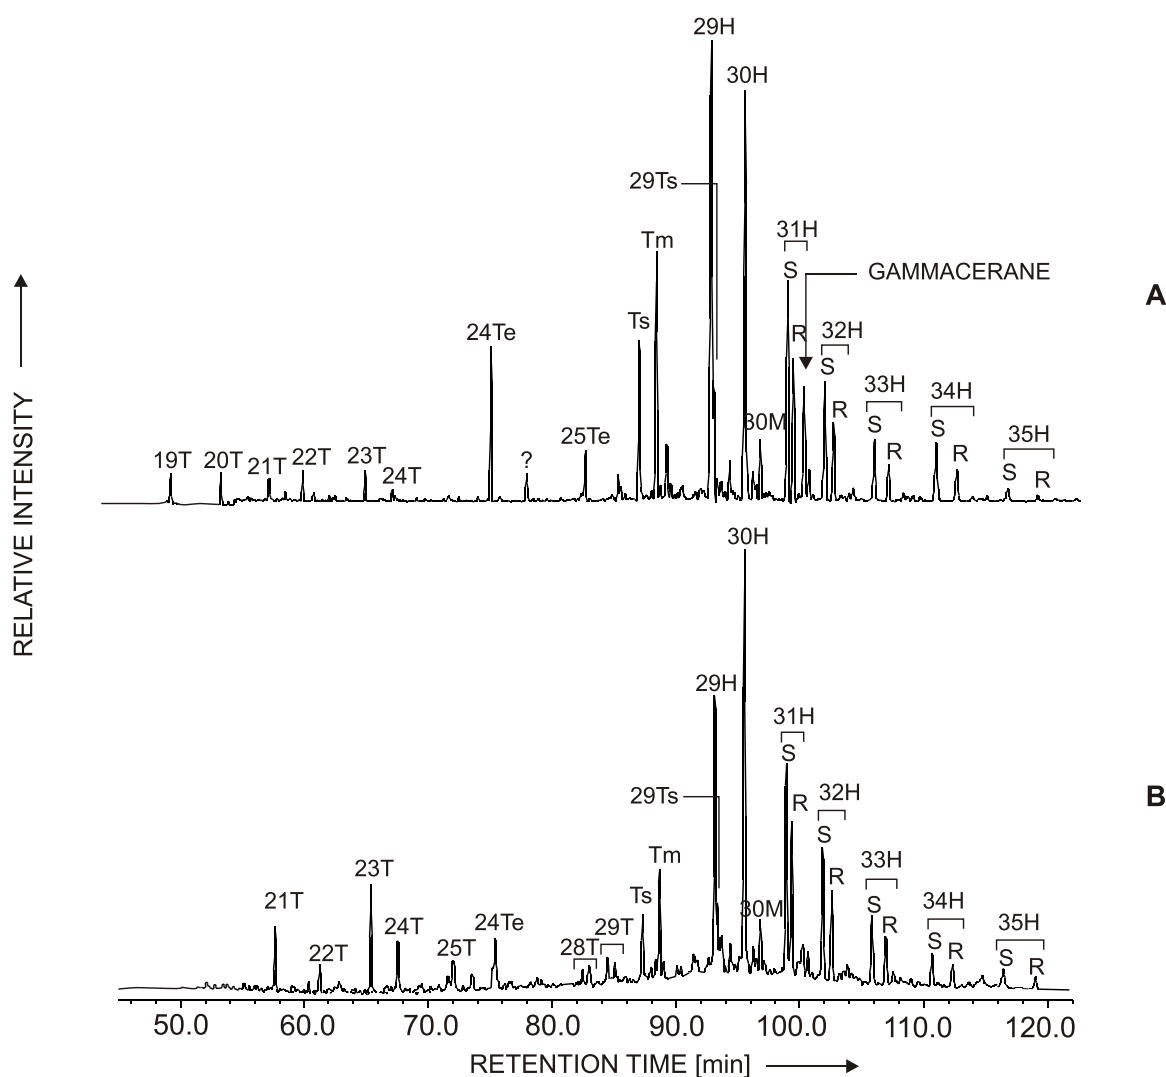 29H
30H
29Ts
31H
Tm
S
GAMMACERANE
A
Ts
24Te
R
32H
S
33H
34H
R
30M
S
S
25Te
35H
19T
20T
21T
22T
23T
24T
?
R
R
S
R
RELATIVE INTENSITY
30H
29H
31H
S
29Ts
R
32H
B
S
Tm
33H
23T
R
Ts
S
21T
34H
24T
24Te
29T
30M
R
35H
22T
25T
28T
S
R
S
R
50.0 60.0 70.0 80.0 90.0 100.0 110.0 120.0
RETENTION TIME [min]